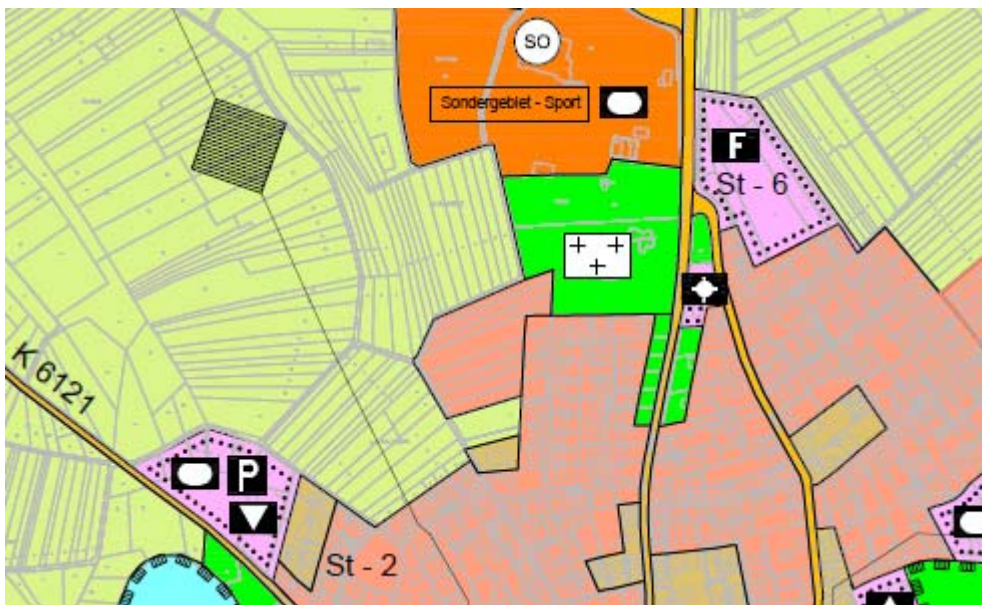 SO
Sondergebiet - Sport
F
St - 6
K 6121
P
St - 2